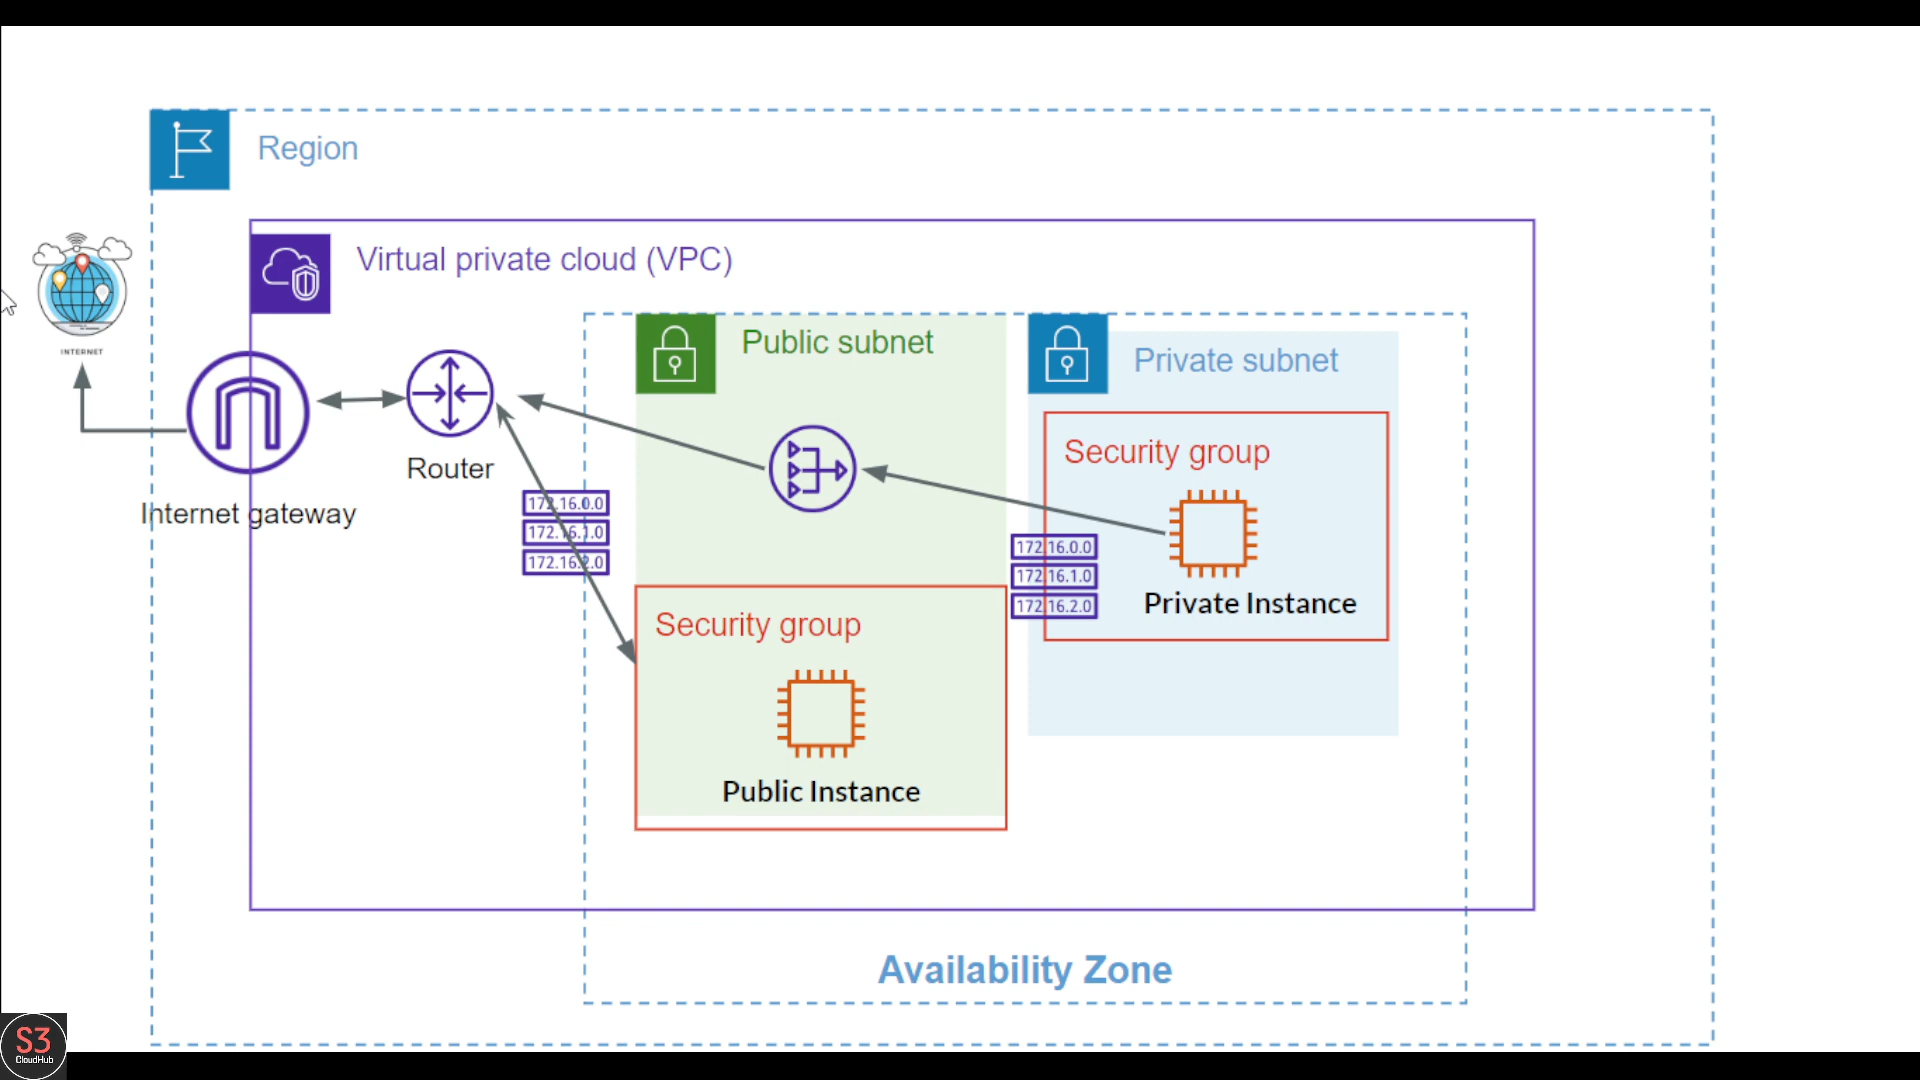 Region
Virtual private cloud (VPC)
INTERNET
Public subnet
Private subnet
Router
Internet gateway
Security group
172.16.0.0
172.16.1.0
172.16.2.0
172.16.0.0
172.16.1.0
172.16.2.0
Private Instance
Security group
Public Instance
Availability Zone
S3
CloudHub